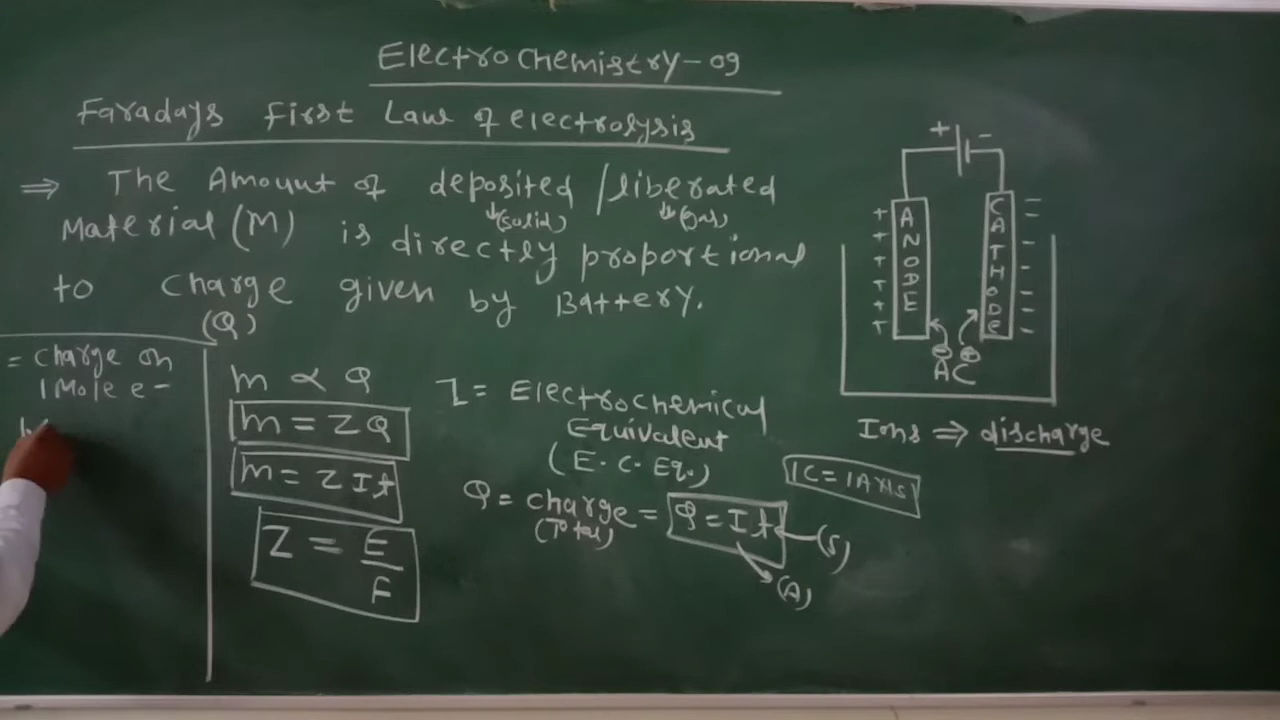 Electrochemistry-09
Faradays First Law of electrolysis
⇒ The Amount of deposited / liberated
(solid) (gas)
Material (M) is directly proportional
to charge given by Battery.
(Q)
= charge on
1 Mole e-
m ∝ Q
m = ZQ
m = ZIt
Z = E/F
Z = Electrochemical
Equivalent
(E. C. Eq.)
Q = charge = Q = It
(Total)
(s)
(A)
1C = 1A×1s
+ -
+ + + + + +
ANODE
CATHODE
- - - - - -
⊖ ⊕
AC
Ions ⇒ discharge